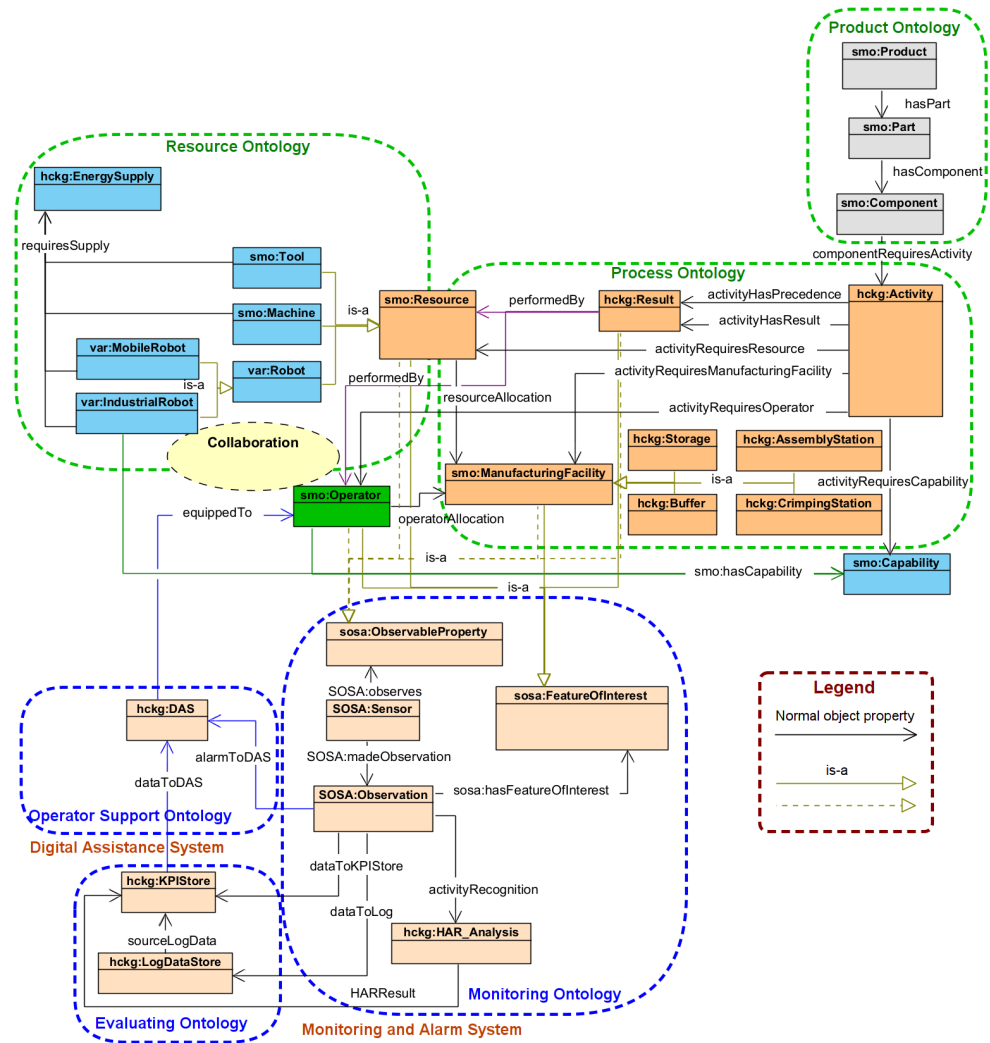 Product Ontology
smo:Product
hasPart
smo:Part
hasComponent
smo:Component
componentRequiresActivity
Resource Ontology
hckg:EnergySupply
requiresSupply
smo:Tool
smo:Machine
is-a
var:MobileRobot
is-a
var:Robot
var:IndustrialRobot
Collaboration
Process Ontology
smo:Resource
performedBy
hckg:Result
activityHasPrecedence
hckg:Activity
activityHasResult
activityRequiresResource
performedBy
activityRequiresManufacturingFacility
resourceAllocation
activityRequiresOperator
hckg:Storage
hckg:AssemblyStation
smo:ManufacturingFacility
is-a
activityRequiresCapability
hckg:Buffer
hckg:CrimpingStation
smo:Operator
equippedTo
operatorAllocation
is-a
smo:hasCapability
smo:Capability
is-a
sosa:ObservableProperty
SOSA:observes
SOSA:Sensor
sosa:FeatureOfInterest
SOSA:madeObservation
SOSA:Observation
sosa:hasFeatureOfInterest
hckg:DAS
alarmToDAS
dataToDAS
Operator Support Ontology
Digital Assistance System
dataToKPIStore
hckg:KPIStore
activityRecognition
dataToLog
sourceLogData
hckg:HAR_Analysis
hckg:LogDataStore
HARResult
Monitoring Ontology
Evaluating Ontology
Monitoring and Alarm System
Legend
Normal object property
is-a